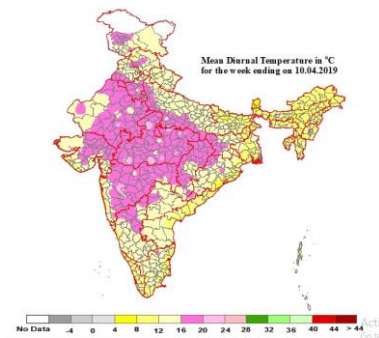 Mean Diurnal Temperature in °C
for the week ending on 10.04.2019
No Data -4 0 4 8 12 16 20 24 28 32 36 40 44 > 44